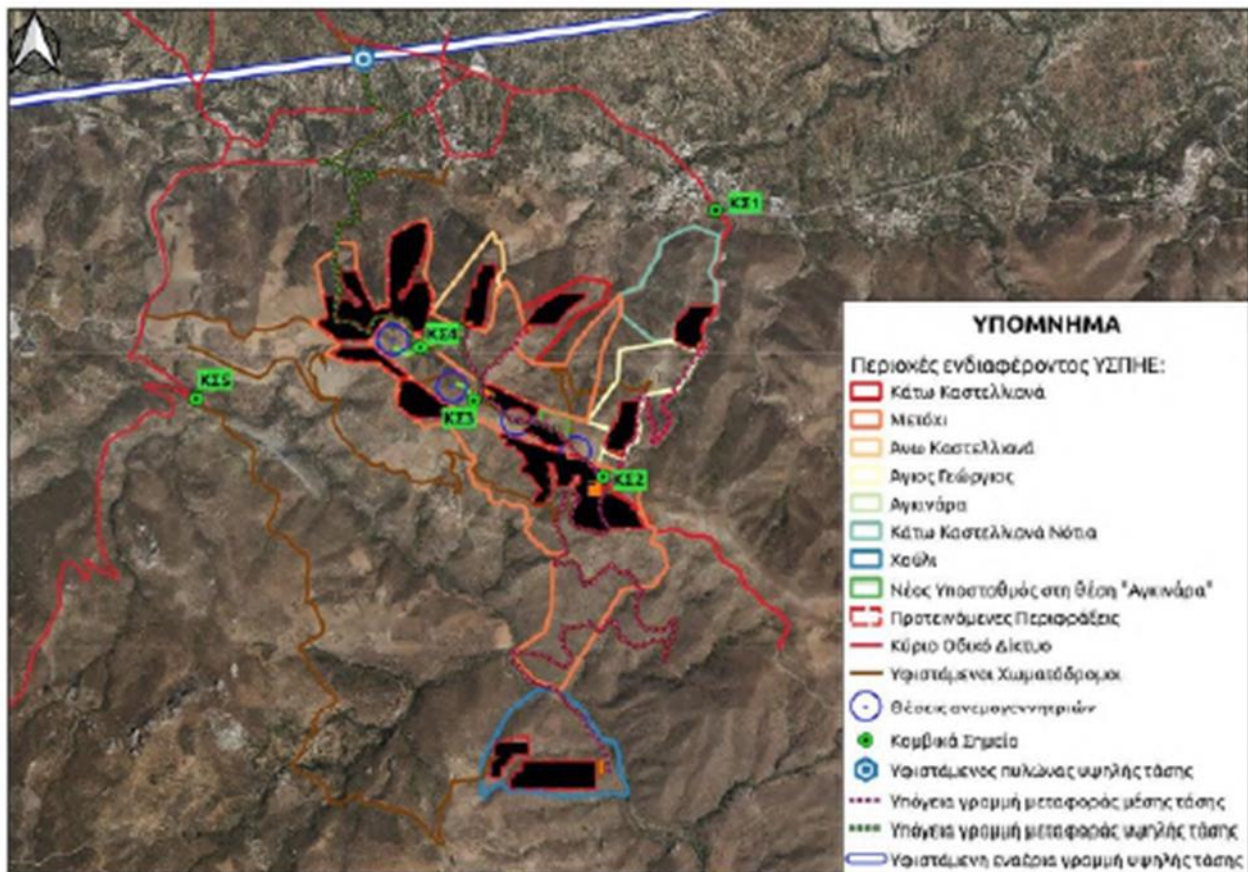 ΚΣ1
ΚΣ4
ΚΣ5
ΚΣ3
ΚΣ2
ΥΠΟΜΝΗΜΑ
Περιοχές ενδιαφέροντος ΥΣΠΗΕ:
Κάτω Καστελλιανά
Μετόχι
Άνω Καστελλιανά
Άγιος Γεώργιος
Αγκινάρα
Κάτω Καστελλιανά Νότια
Χαύλι
Νέος Υποσταθμός στη θέση "Αγκινάρα"
Προτεινόμενες Περιφράξεις
Κύριο Οδικό Δίκτυο
Υφιστάμενοι Χωματόδρομοι
Θέσεις ανεμογεννητριών
Κομβικά Σημεία
Υφιστάμενος πυλώνας υψηλής τάσης
Υπόγεια γραμμή μεταφοράς μέσης τάσης
Υπόγεια γραμμή μεταφοράς υψηλής τάσης
Υφιστάμενη εναέρια γραμμή υψηλής τάσης